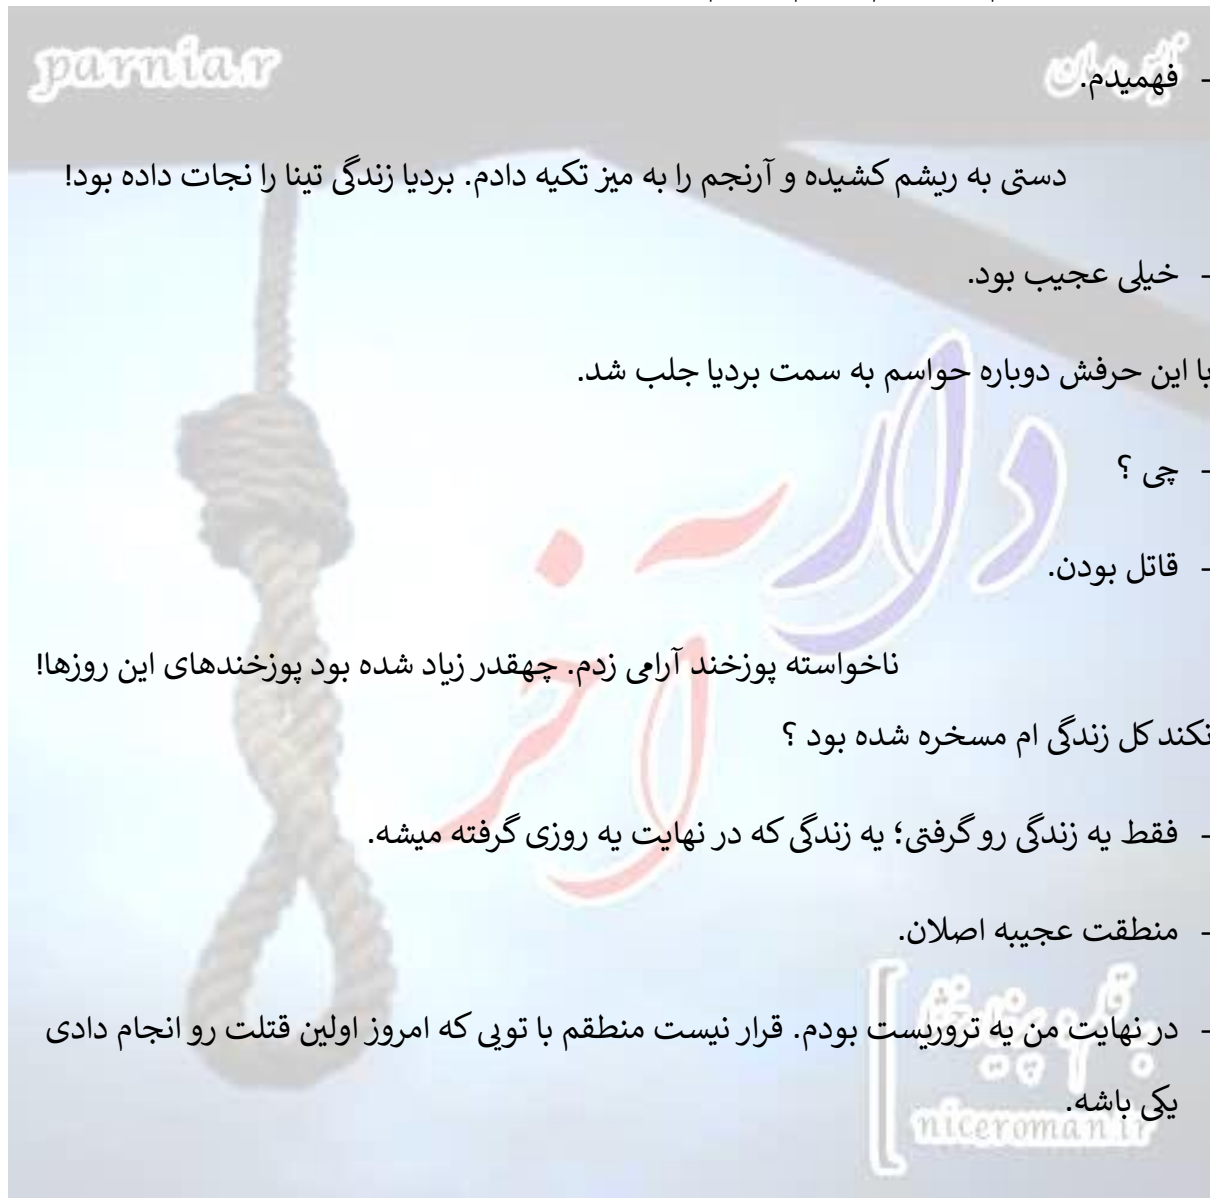 parnia.r
- فهمیدم.
دستی به ریشم کشیده و آرنجم را به میز تکیه دادم. بردیا زندگی تینا را نجات داده بود!
- خیلی عجیب بود.
با این حرفش دوباره حواسم به سمت بردیا جلب شد.
- چی ؟
- قاتل بودن.
دار
آخر
ناخواسته پوزخند آرامی زدم. چهقدر زیاد شده بود پوزخندهای این روزها!
نکند کل زندگی ام مسخره شده بود ؟
- فقط یه زندگی رو گرفتی؛ یه زندگی که در نهایت یه روزی گرفته میشه.
- منطقت عجیبه اصلان.
- در نهایت من یه تروریست بودم. قرار نیست منطقم با تویی که امروز اولین قتلت رو انجام دادی
یکی باشه.
niceroman.ir